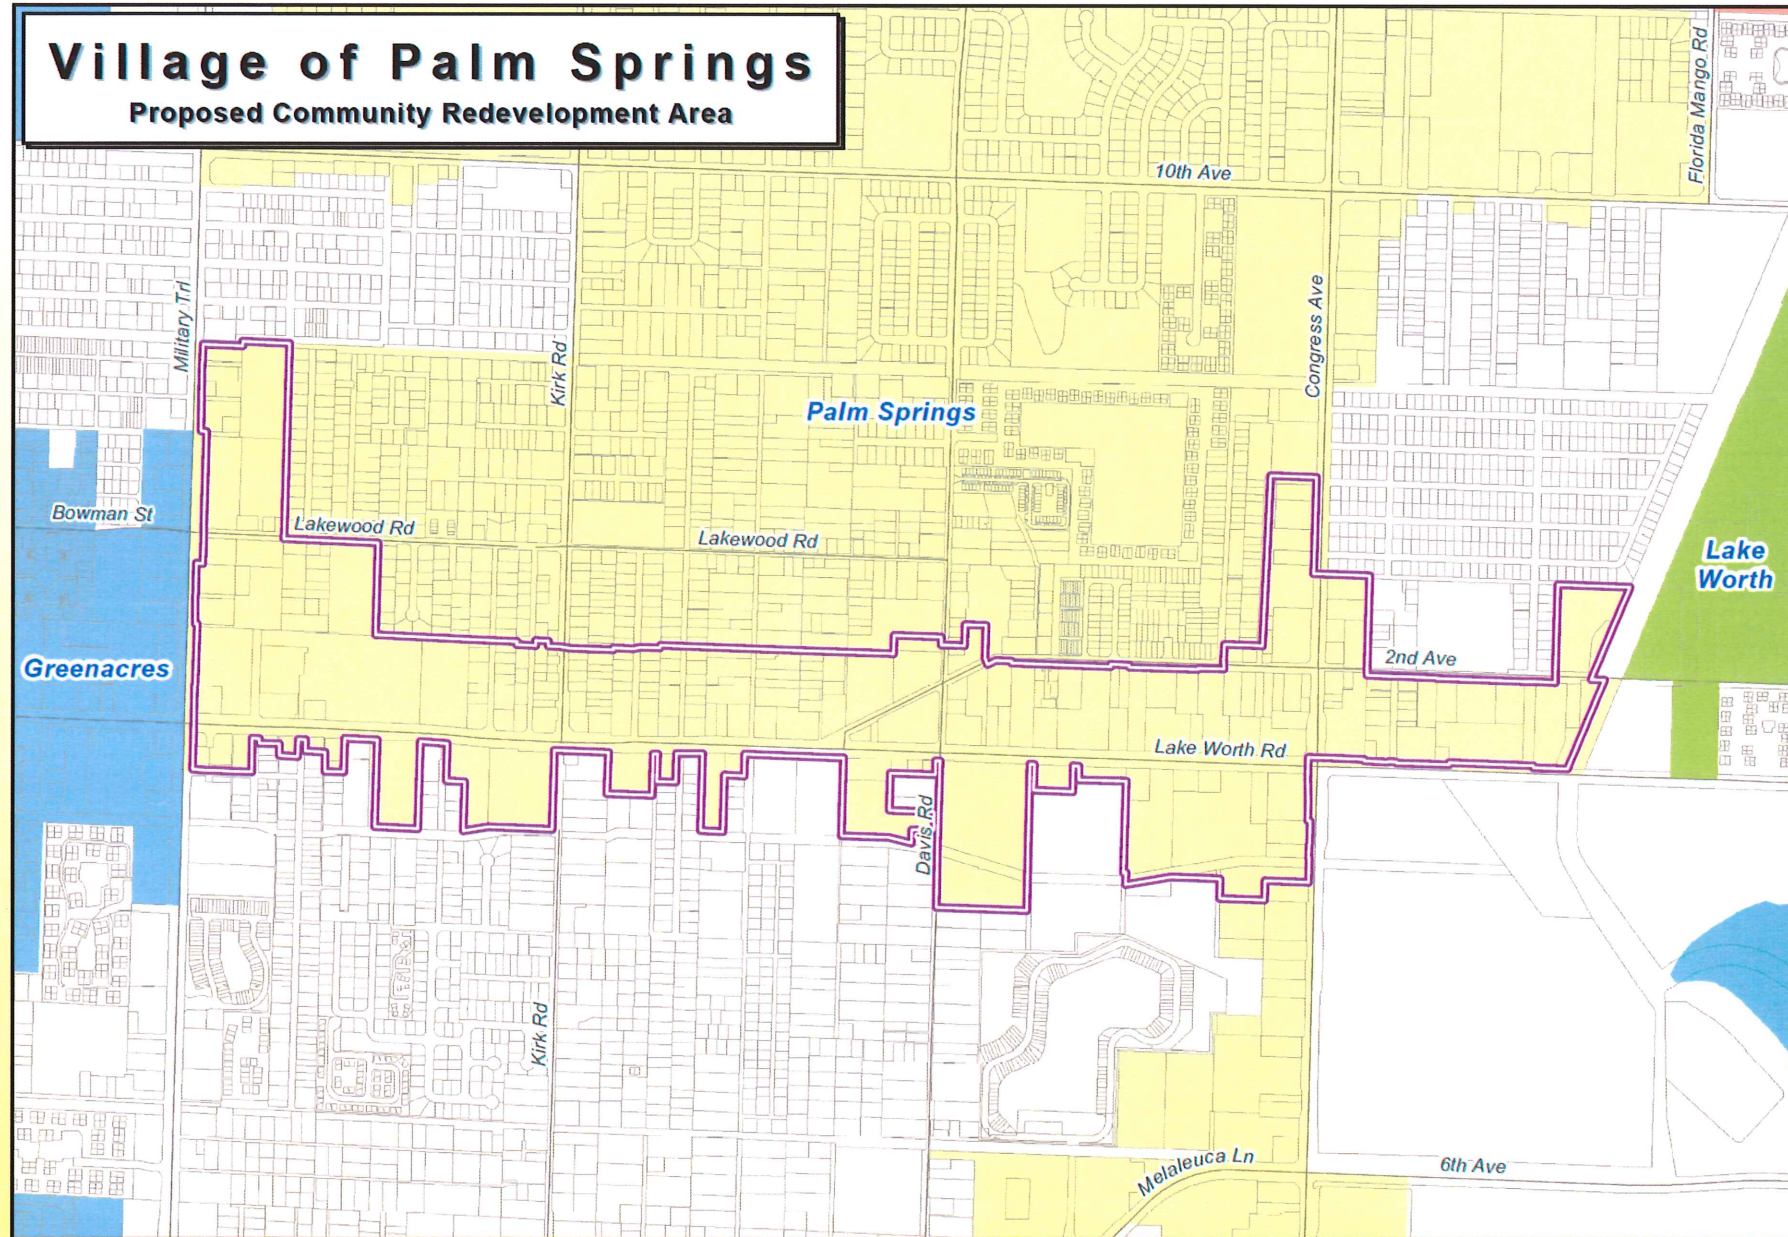 Village of Palm Springs
Proposed Community Redevelopment Area
Florida Mango Rd
10th Ave
Military Trl
Congress Ave
Kirk Rd
Palm Springs
Bowman St
Lakewood Rd
Lakewood Rd
Lake
Worth
Greenacres
2nd Ave
Lake Worth Rd
Davis Rd
Kirk Rd
Melaleuca Ln
6th Ave